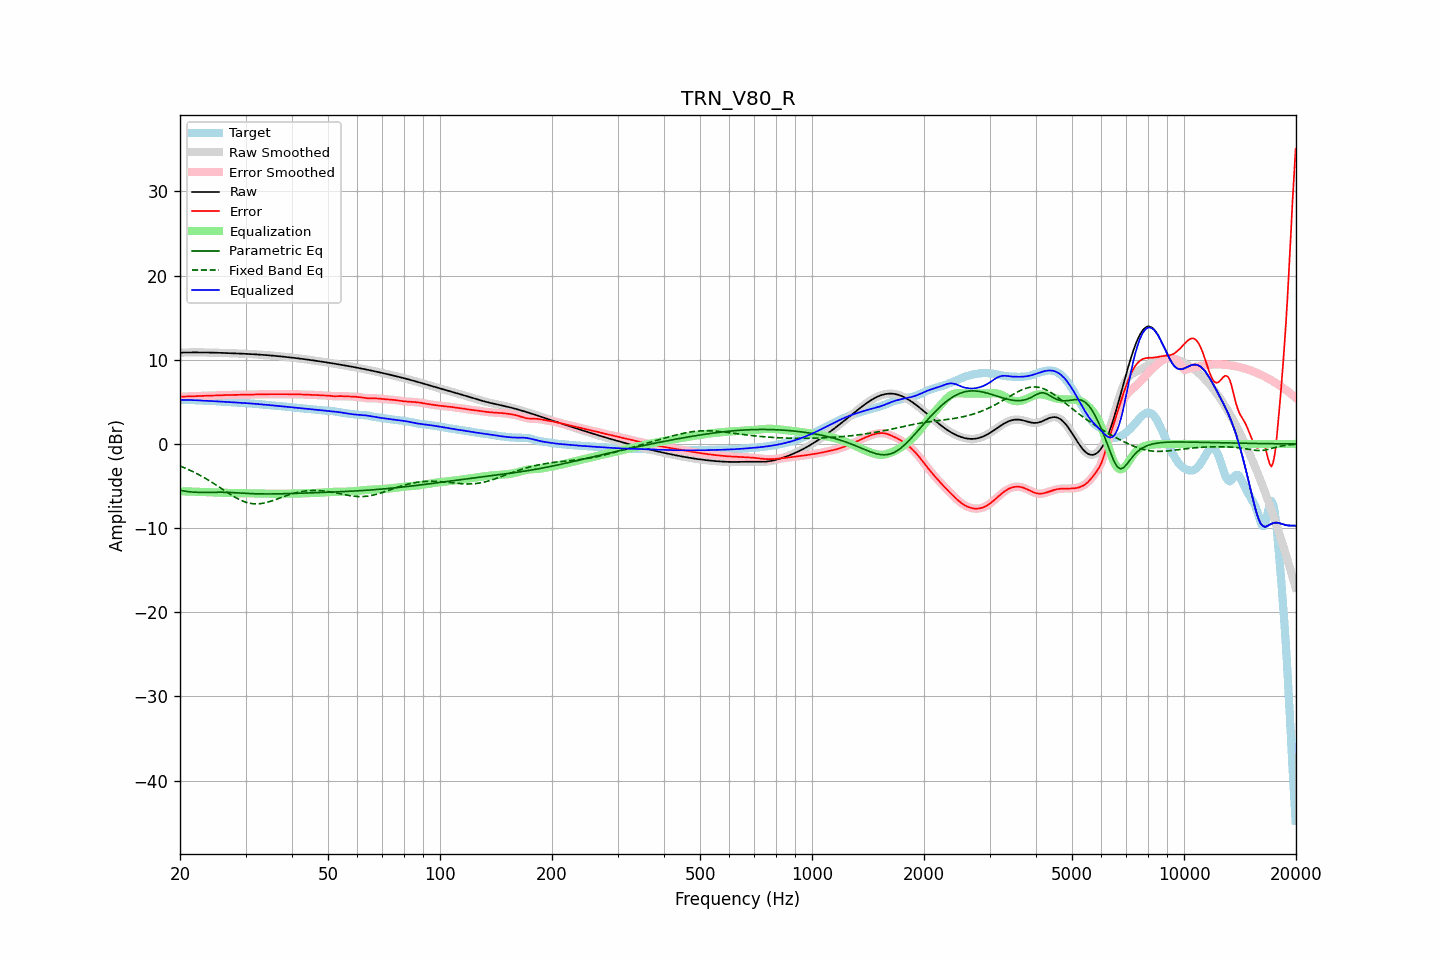 TRN_V80_R
Target
Raw Smoothed
Error Smoothed
Raw
Error
Equalization
Parametric Eq
Fixed Band Eq
Equalized
30
20
10
0
−10
−20
−30
−40
Amplitude (dBr)
20 50 100 200 500 1000 2000 5000 10000 20000
Frequency (Hz)